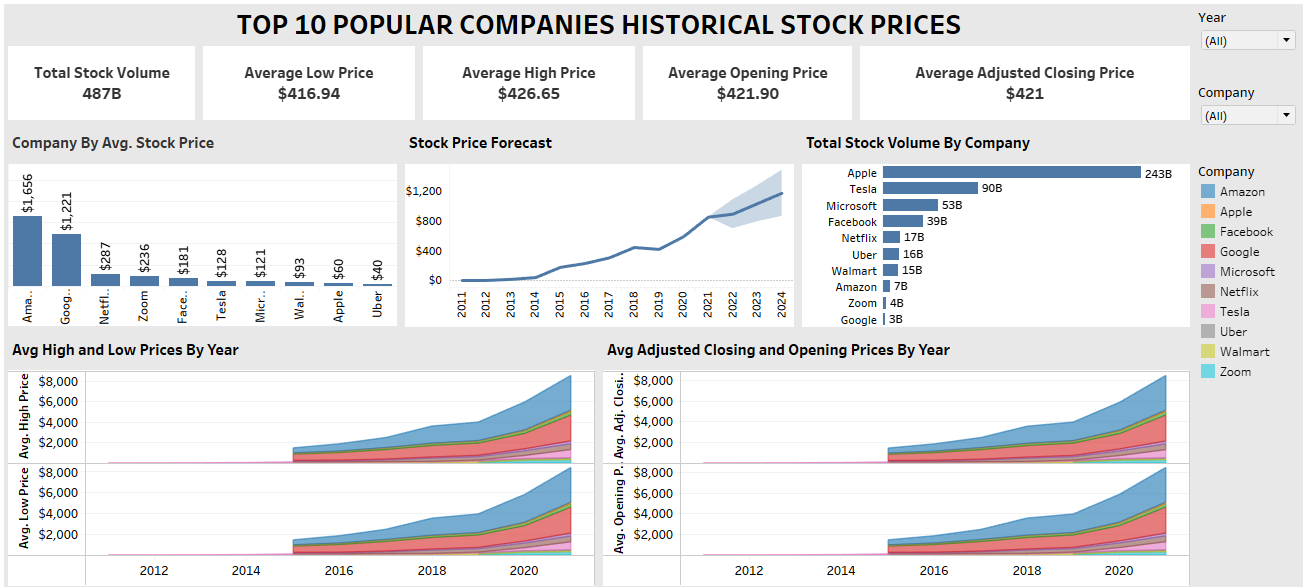 TOP 10 POPULAR COMPANIES HISTORICAL STOCK PRICES
Year
(All)
Company
(All)
Total Stock Volume
487B
Average Low Price
$416.94
Average High Price
$426.65
Average Opening Price
$421.90
Average Adjusted Closing Price
$421
Company By Avg. Stock Price
$1,656
$1,221
$287
$236
$181
$128
$121
$93
$60
$40
Ama..
Goog..
Netfl..
Zoom
Face..
Tesla
Micr..
Wal..
Apple
Uber
Stock Price Forecast
$1,200
$800
$400
$0
2011
2012
2013
2014
2015
2016
2017
2018
2019
2020
2021
2022
2023
2024
Total Stock Volume By Company
Apple 243B
Tesla 90B
Microsoft 53B
Facebook 39B
Netflix 17B
Uber 16B
Walmart 15B
Amazon 7B
Zoom 4B
Google 3B
Company
Amazon
Apple
Facebook
Google
Microsoft
Netflix
Tesla
Uber
Walmart
Zoom
Avg High and Low Prices By Year
Avg. High Price
$8,000
$6,000
$4,000
$2,000
Avg. Low Price
$8,000
$6,000
$4,000
$2,000
2012 2014 2016 2018 2020
Avg Adjusted Closing and Opening Prices By Year
Avg. Adj. Closi..
$8,000
$6,000
$4,000
$2,000
Avg. Opening P..
$8,000
$6,000
$4,000
$2,000
2012 2014 2016 2018 2020